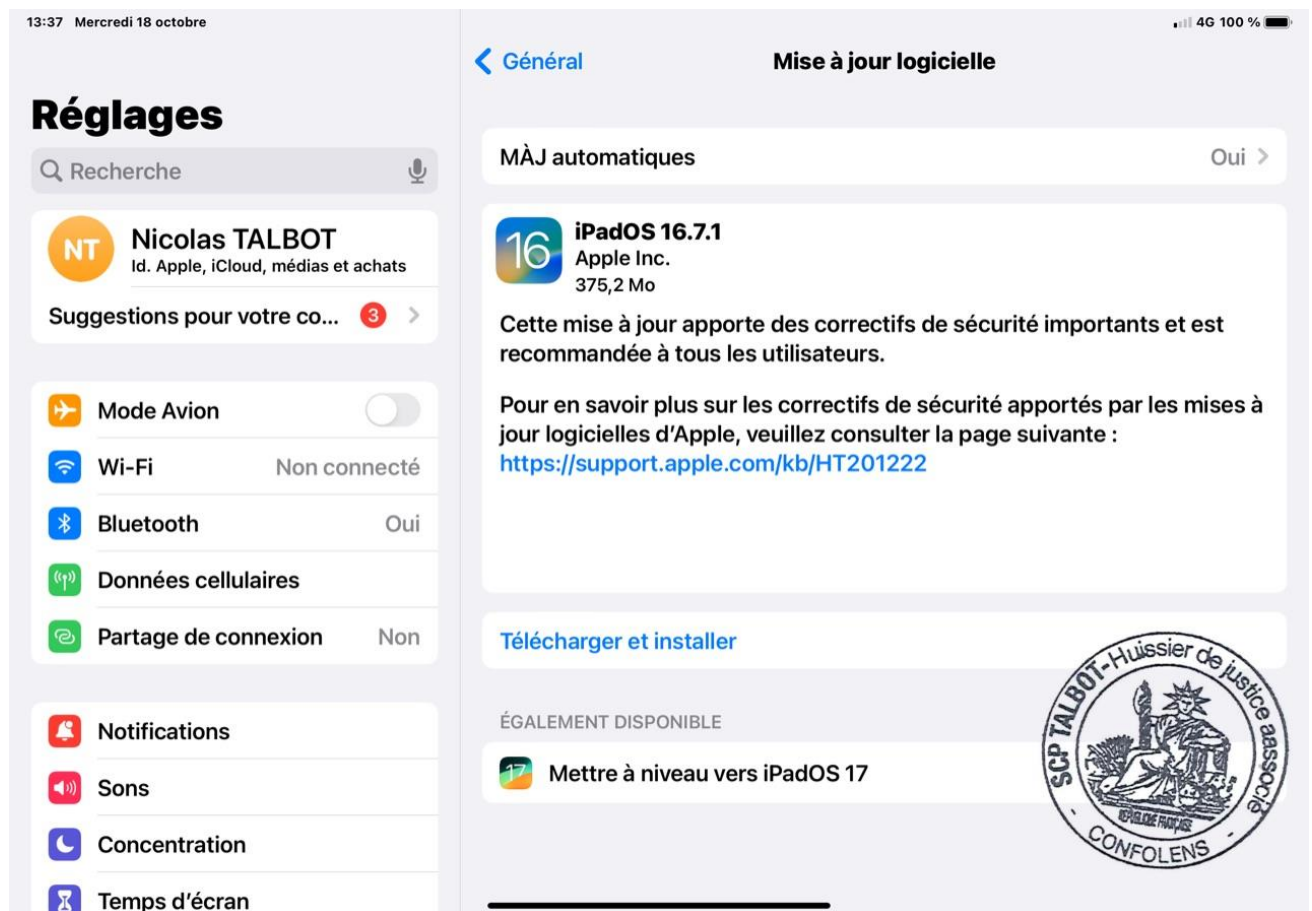 13:37 Mercredi 18 octobre
4G 100 %
Réglages
Recherche
NT
Nicolas TALBOT
Id. Apple, iCloud, médias et achats
Suggestions pour votre co... 3
Mode Avion
Wi-Fi Non connecté
Bluetooth Oui
Données cellulaires
Partage de connexion Non
Notifications
Sons
Concentration
Temps d'écran
Général
Mise à jour logicielle
MÀJ automatiques Oui
16
iPadOS 16.7.1
Apple Inc.
375,2 Mo
Cette mise à jour apporte des correctifs de sécurité importants et est
recommandée à tous les utilisateurs.
Pour en savoir plus sur les correctifs de sécurité apportés par les mises à
jour logicielles d'Apple, veuillez consulter la page suivante :
https://support.apple.com/kb/HT201222
Télécharger et installer
ÉGALEMENT DISPONIBLE
17
Mettre à niveau vers iPadOS 17
SCP TALBOT-Huissier de justice aassocié
REPUBLIQUE FRANÇAISE
- CONFOLENS -